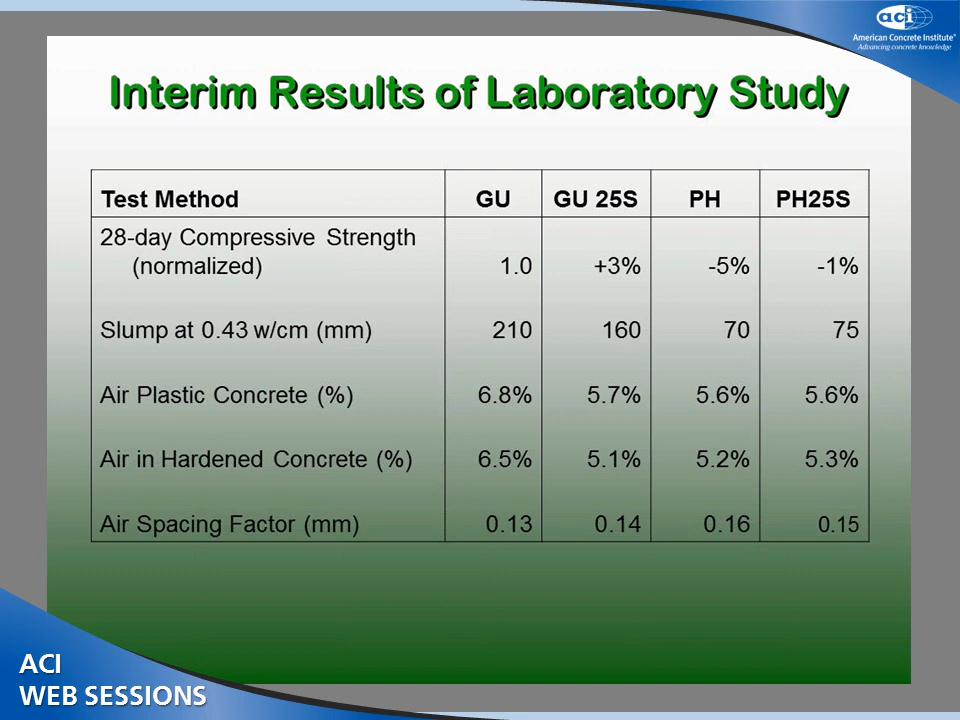 aci
American Concrete Institute®
Advancing concrete knowledge
Interim Results of Laboratory Study
Test Method GU GU 25S PH PH25S
28-day Compressive Strength
(normalized) 1.0 +3% -5% -1%
Slump at 0.43 w/cm (mm) 210 160 70 75
Air Plastic Concrete (%) 6.8% 5.7% 5.6% 5.6%
Air in Hardened Concrete (%) 6.5% 5.1% 5.2% 5.3%
Air Spacing Factor (mm) 0.13 0.14 0.16 0.15
ACI
WEB SESSIONS